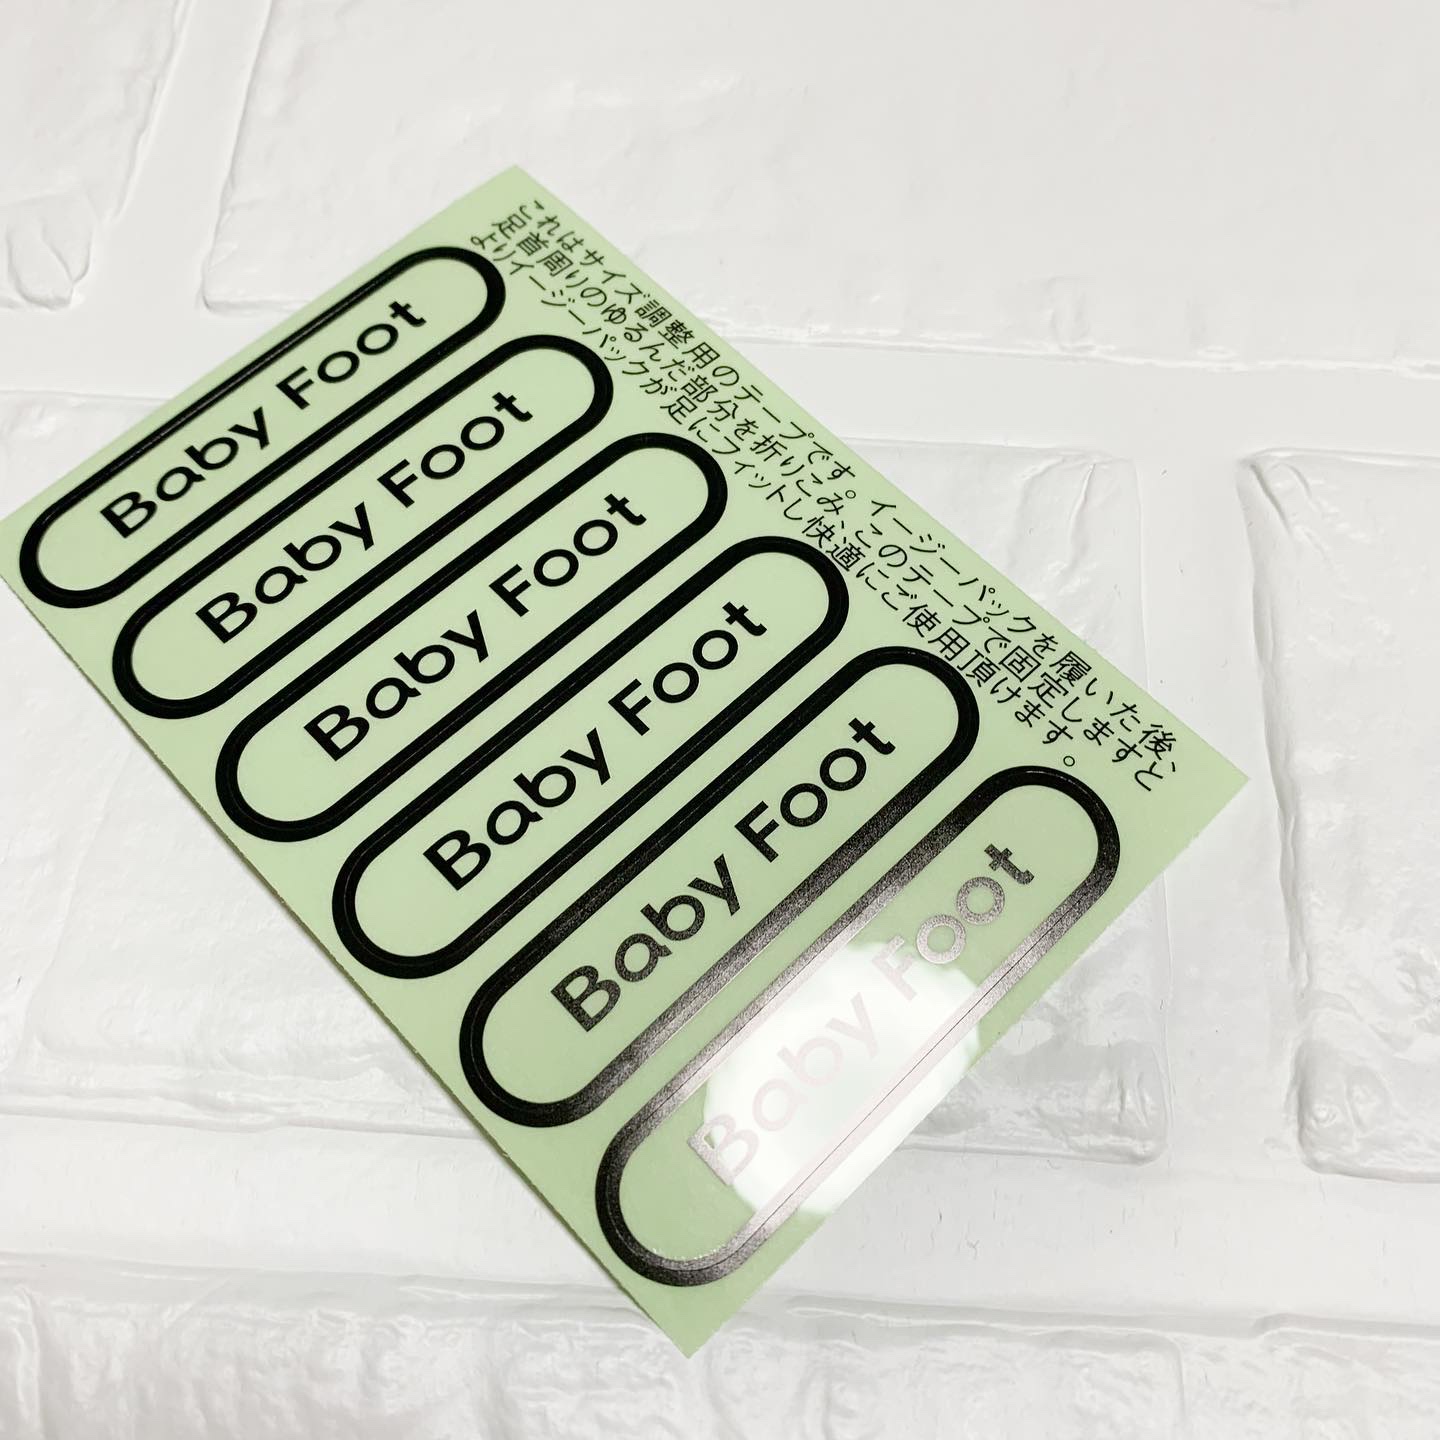 これはサイズ調整用のテープです。イージーパックを履いた後、
足首周りのゆるんだ部分を折りこみ、このテープで固定しますと
よりイージーパックが足にフィットし快適にご使用頂けます。
Baby Foot
Baby Foot
Baby Foot
Baby Foot
Baby Foot
Baby Foot